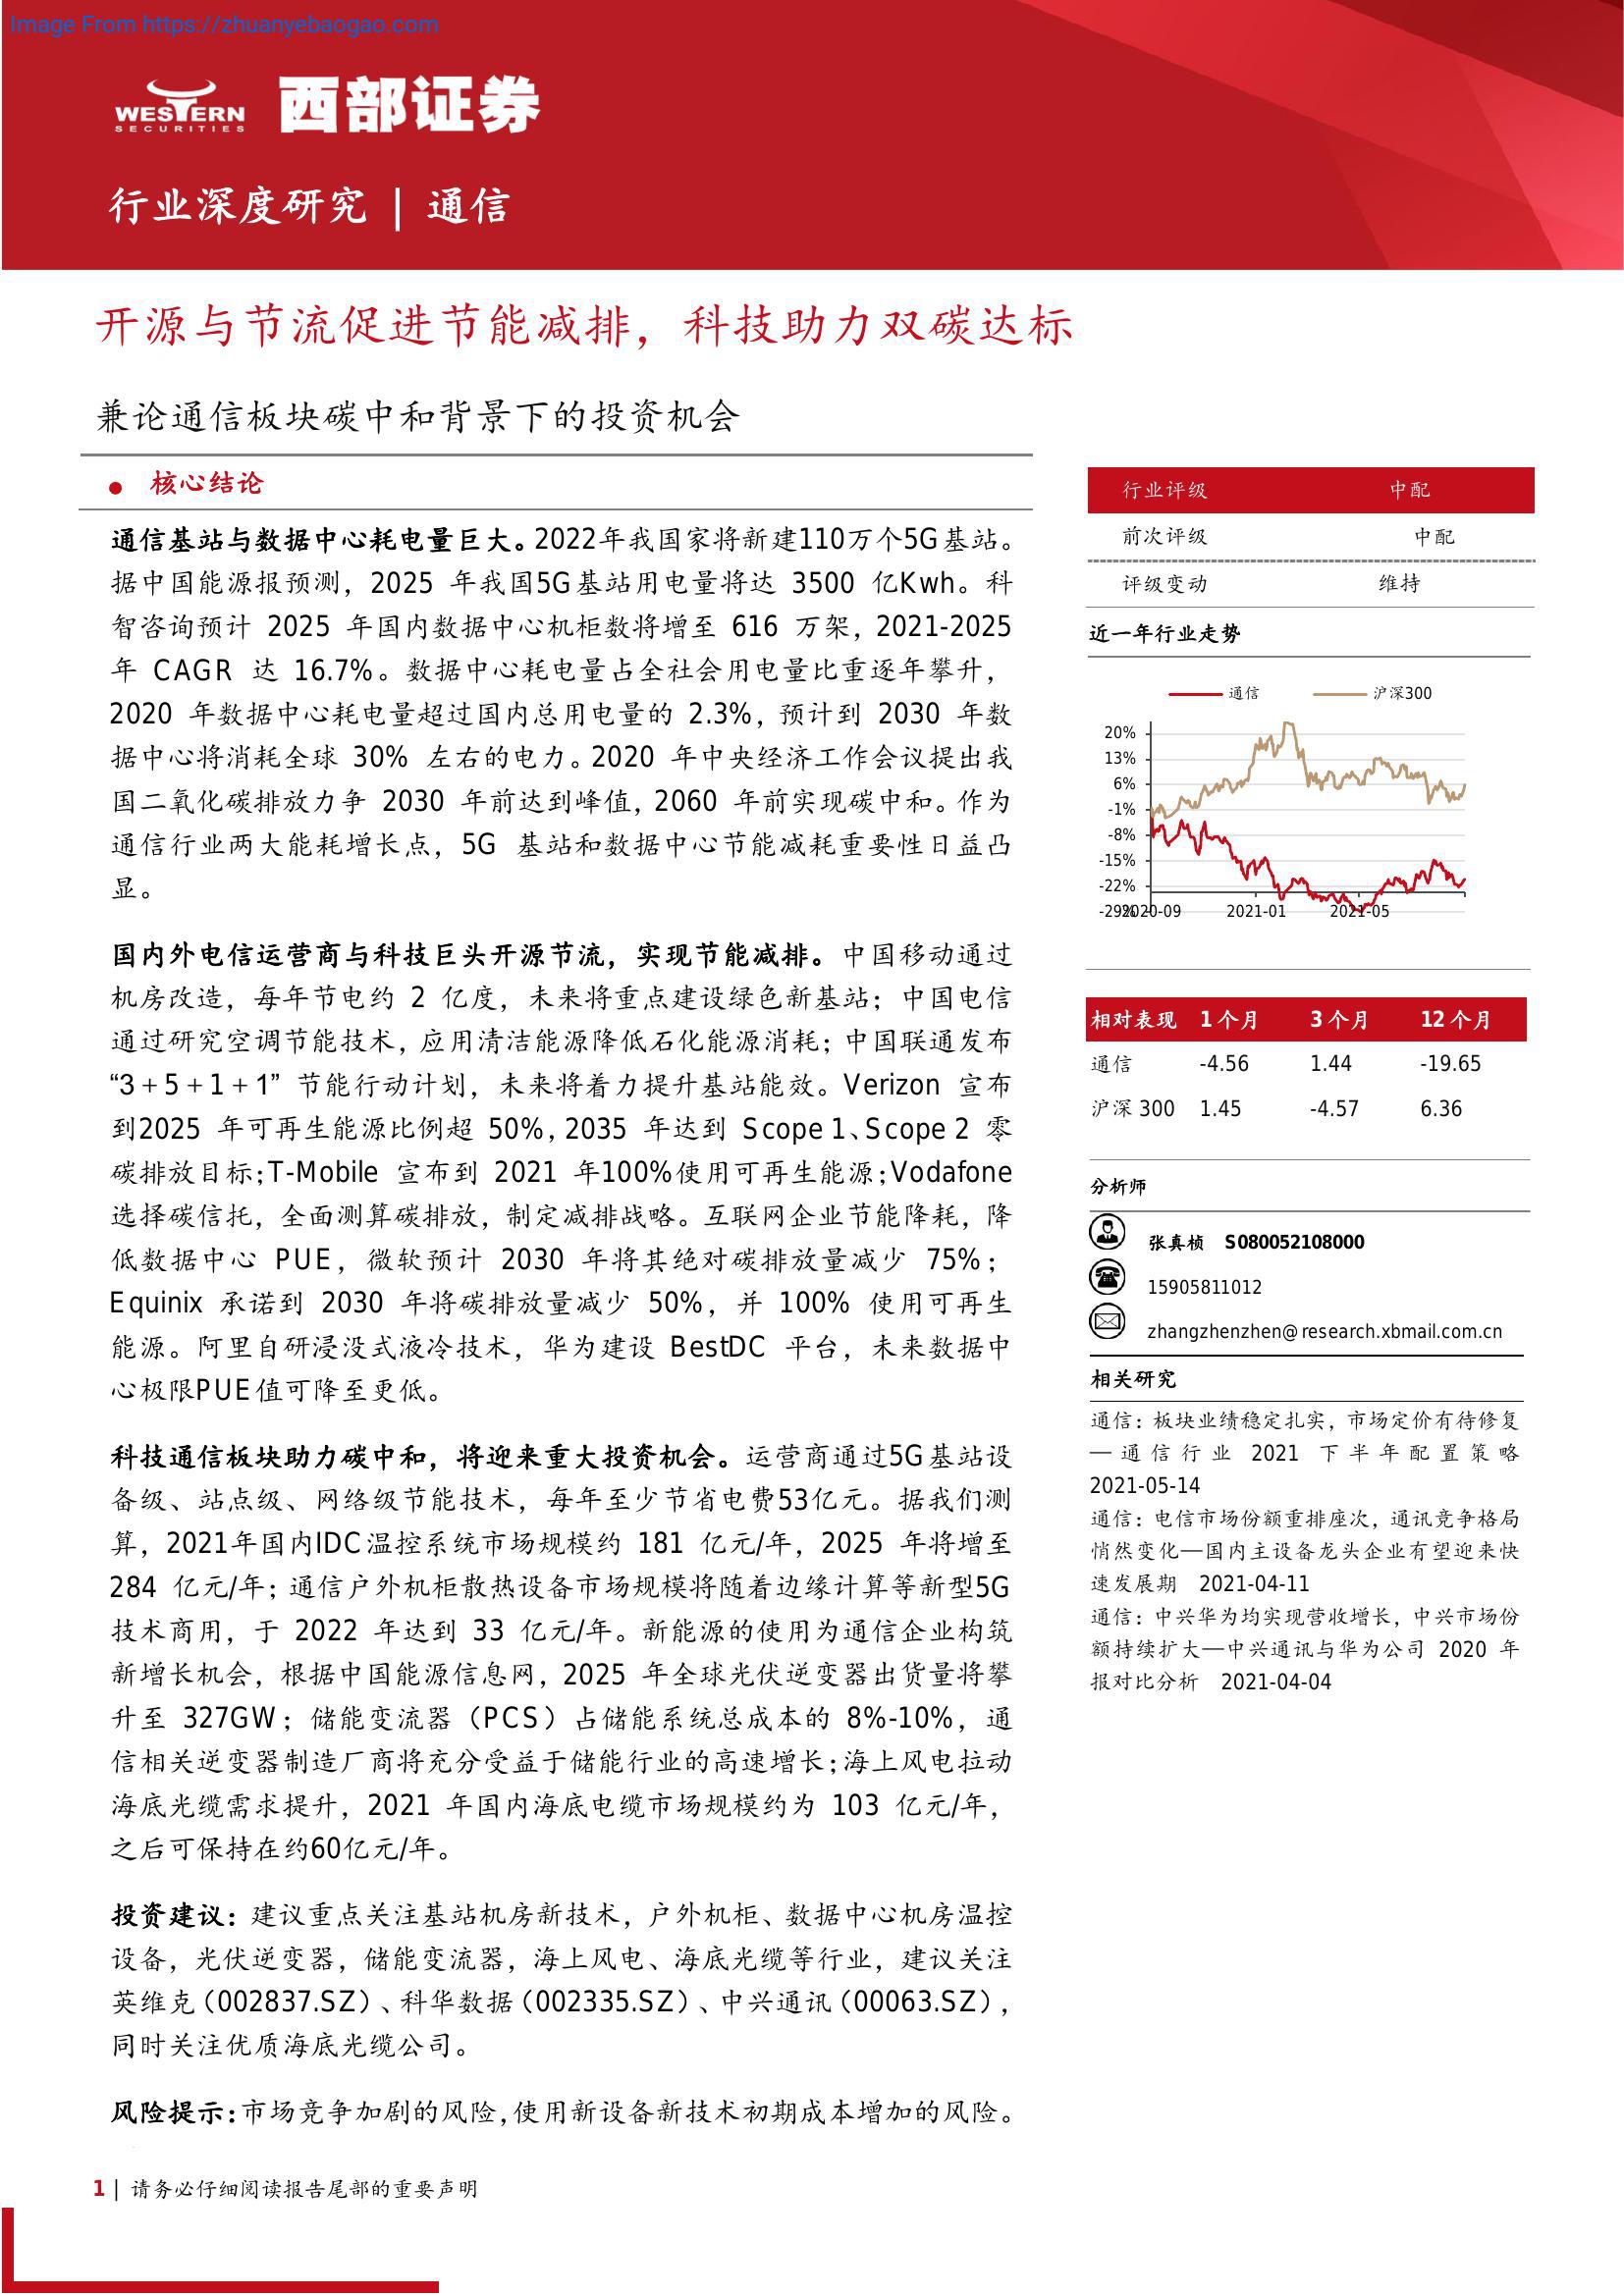 Image From https://zhuanyebaogao.com
WESTERN
SECURITIES
西部证券
行业深度研究 | 通信
开源与节流促进节能减排，科技助力双碳达标
兼论通信板块碳中和背景下的投资机会
● 核心结论
通信基站与数据中心耗电量巨大。2022年我国家将新建110万个5G基站。
据中国能源报预测，2025 年我国5G基站用电量将达 3500 亿Kwh。科
智咨询预计 2025 年国内数据中心机柜数将增至 616 万架，2021-2025
年 CAGR 达 16.7%。数据中心耗电量占全社会用电量比重逐年攀升，
2020 年数据中心耗电量超过国内总用电量的 2.3%，预计到 2030 年数
据中心将消耗全球 30% 左右的电力。2020 年中央经济工作会议提出我
国二氧化碳排放力争 2030 年前达到峰值，2060 年前实现碳中和。作为
通信行业两大能耗增长点，5G 基站和数据中心节能减耗重要性日益凸
显。
国内外电信运营商与科技巨头开源节流，实现节能减排。中国移动通过
机房改造，每年节电约 2 亿度，未来将重点建设绿色新基站；中国电信
通过研究空调节能技术，应用清洁能源降低石化能源消耗；中国联通发布
“3+5+1+1” 节能行动计划，未来将着力提升基站能效。Verizon 宣布
到2025 年可再生能源比例超 50%，2035 年达到 Scope 1、Scope 2 零
碳排放目标；T-Mobile 宣布到 2021 年100%使用可再生能源；Vodafone
选择碳信托，全面测算碳排放，制定减排战略。互联网企业节能降耗，降
低数据中心 PUE，微软预计 2030 年将其绝对碳排放量减少 75%；
Equinix 承诺到 2030 年将碳排放量减少 50%，并 100% 使用可再生
能源。阿里自研浸没式液冷技术，华为建设 BestDC 平台，未来数据中
心极限PUE值可降至更低。
科技通信板块助力碳中和，将迎来重大投资机会。运营商通过5G基站设
备级、站点级、网络级节能技术，每年至少节省电费53亿元。据我们测
算，2021年国内IDC温控系统市场规模约 181 亿元/年，2025 年将增至
284 亿元/年；通信户外机柜散热设备市场规模将随着边缘计算等新型5G
技术商用，于 2022 年达到 33 亿元/年。新能源的使用为通信企业构筑
新增长机会，根据中国能源信息网，2025 年全球光伏逆变器出货量将攀
升至 327GW；储能变流器（PCS）占储能系统总成本的 8%-10%，通
信相关逆变器制造厂商将充分受益于储能行业的高速增长；海上风电拉动
海底光缆需求提升，2021 年国内海底电缆市场规模约为 103 亿元/年，
之后可保持在约60亿元/年。
投资建议：建议重点关注基站机房新技术，户外机柜、数据中心机房温控
设备，光伏逆变器，储能变流器，海上风电、海底光缆等行业，建议关注
英维克（002837.SZ）、科华数据（002335.SZ）、中兴通讯（00063.SZ），
同时关注优质海底光缆公司。
风险提示：市场竞争加剧的风险，使用新设备新技术初期成本增加的风险。
行业评级 中配
前次评级 中配
评级变动 维持
近一年行业走势
通信 沪深300
20%
13%
6%
-1%
-8%
-15%
-22%
-29%
2020-09 2021-01 2021-05
相对表现 1 个月 3 个月 12 个月
通信 -4.56 1.44 -19.65
沪深 300 1.45 -4.57 6.36
分析师
张真桢 S080052108000
15905811012
zhangzhenzhen@research.xbmail.com.cn
相关研究
通信：板块业绩稳定扎实，市场定价有待修复
—通信行业 2021 下半年配置策略
2021-05-14
通信：电信市场份额重排座次，通讯竞争格局
悄然变化—国内主设备龙头企业有望迎来快
速发展期 2021-04-11
通信：中兴华为均实现营收增长，中兴市场份
额持续扩大—中兴通讯与华为公司 2020 年
报对比分析 2021-04-04
1 | 请务必仔细阅读报告尾部的重要声明